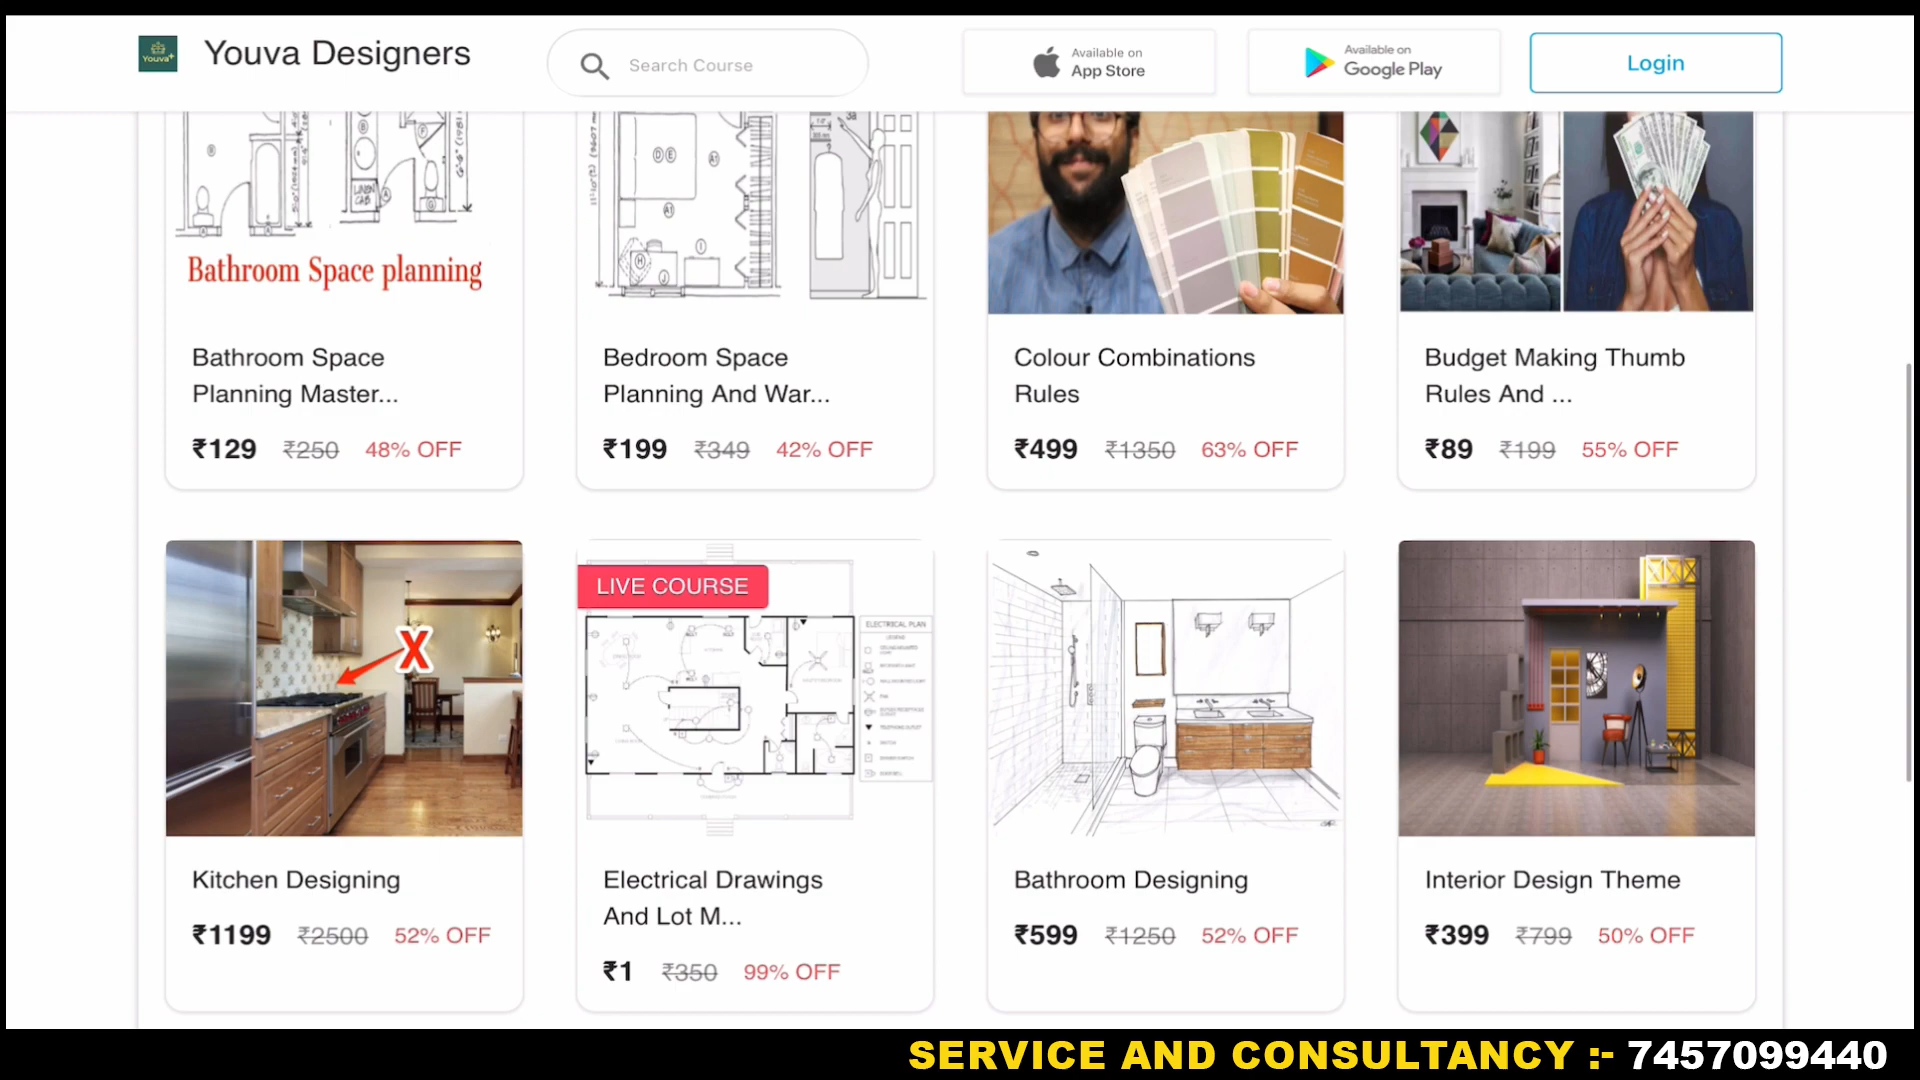 Youva+
Youva Designers
Search Course
Available on
App Store
Available on
Google Play
Login
Bathroom Space planning
Bathroom Space
Planning Master...
₹129 ₹250 48% OFF
Bedroom Space
Planning And War...
₹199 ₹349 42% OFF
Colour Combinations
Rules
₹499 ₹1350 63% OFF
Budget Making Thumb
Rules And ...
₹89 ₹199 55% OFF
X
Kitchen Designing
₹1199 ₹2500 52% OFF
LIVE COURSE
ELECTRICAL PLAN
Electrical Drawings
And Lot M...
₹1 ₹350 99% OFF
Bathroom Designing
₹599 ₹1250 52% OFF
Interior Design Theme
₹399 ₹799 50% OFF
SERVICE AND CONSULTANCY :- 7457099440